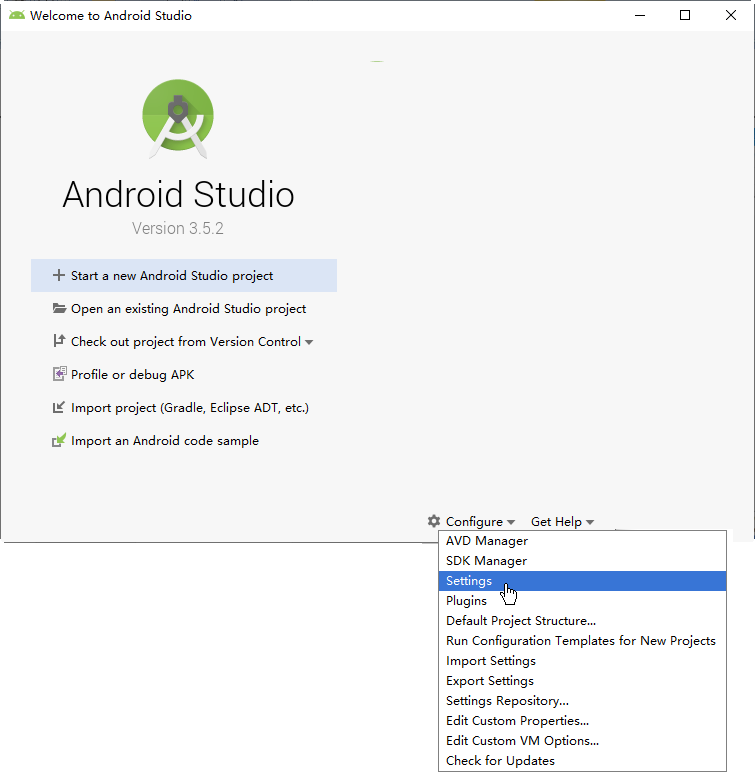 Welcome to Android Studio
Android Studio
Version 3.5.2
Start a new Android Studio project
Open an existing Android Studio project
Check out project from Version Control
Profile or debug APK
Import project (Gradle, Eclipse ADT, etc.)
Import an Android code sample
Configure Get Help
AVD Manager
SDK Manager
Settings
Plugins
Default Project Structure...
Run Configuration Templates for New Projects
Import Settings
Export Settings
Settings Repository...
Edit Custom Properties...
Edit Custom VM Options...
Check for Updates